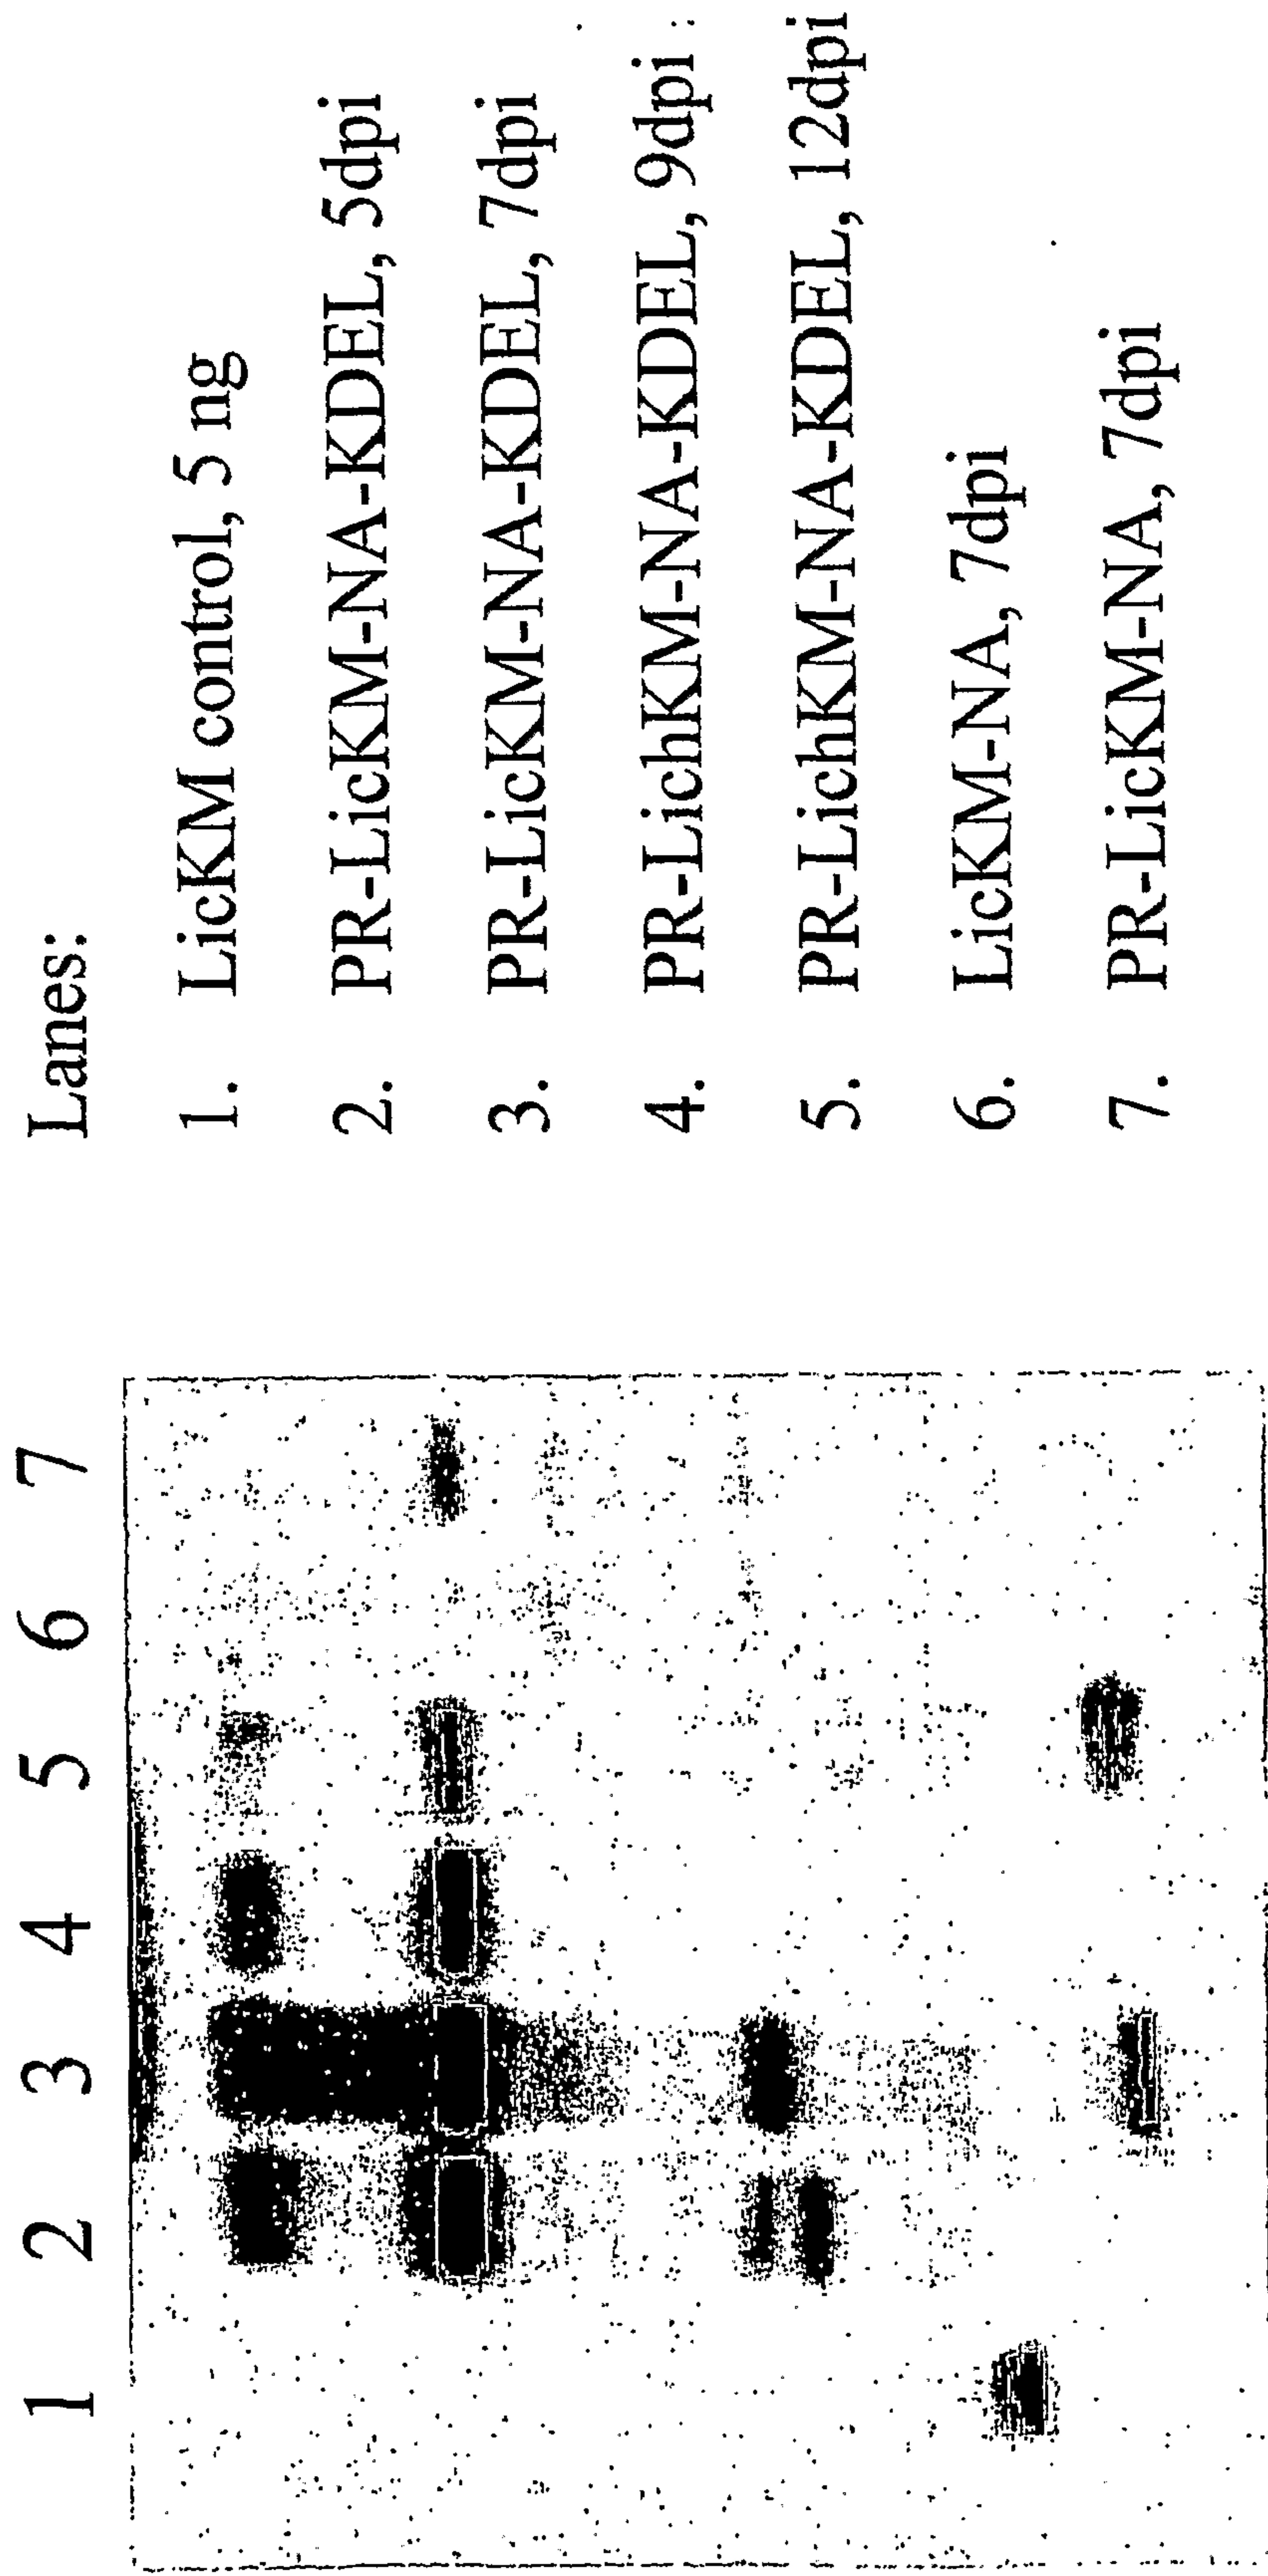 1 2 3 4 5 6 7
Lanes:
1. LicKM control, 5 ng
2. PR-LicKM-NA-KDEL, 5dpi
3. PR-LicKM-NA-KDEL, 7dpi
4. PR-LichKM-NA-KDEL, 9dpi
5. PR-LichKM-NA-KDEL, 12dpi
6. LicKM-NA, 7dpi
7. PR-LicKM-NA, 7dpi